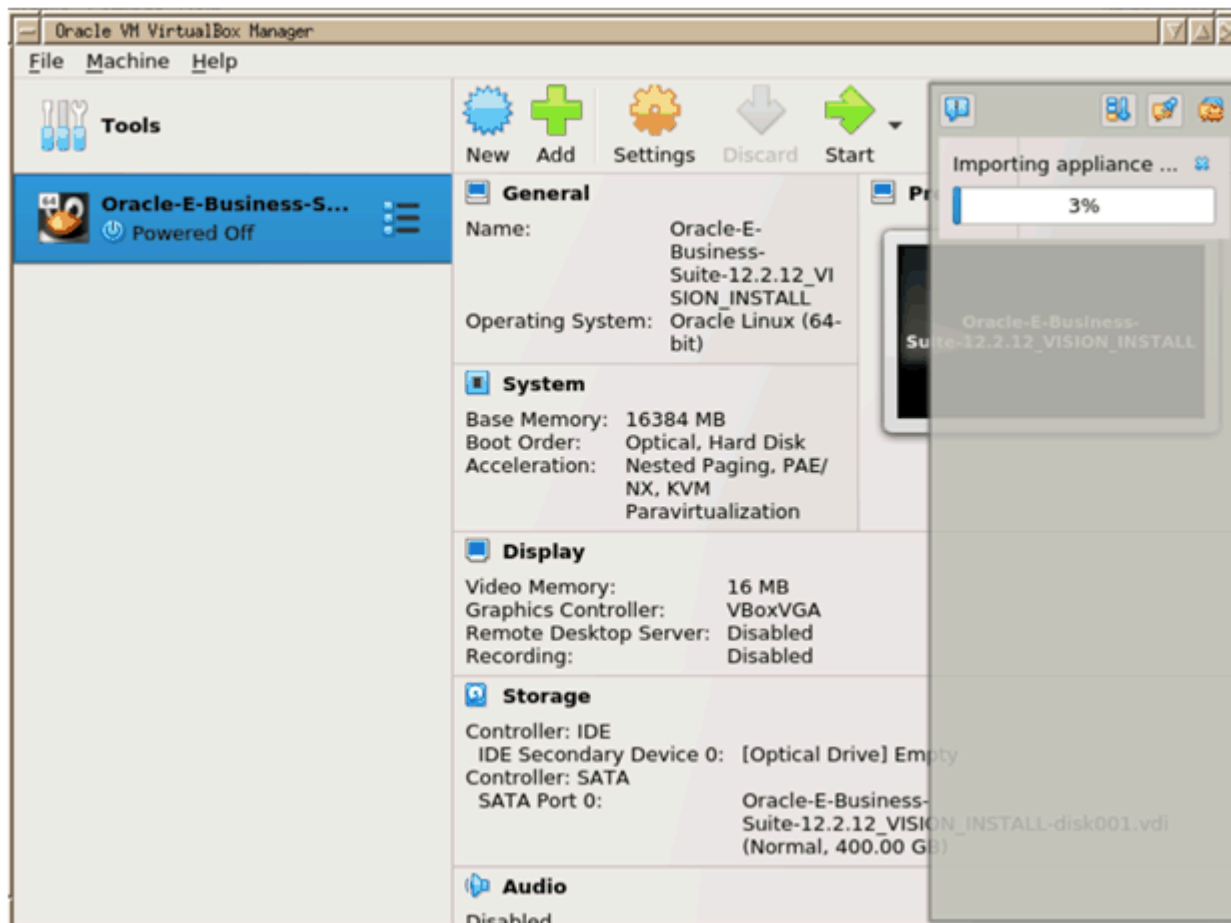 Oracle VM VirtualBox Manager
File Machine Help
Tools
New Add Settings Discard Start
Importing appliance ...
3%
Oracle-E-Business-S...
Powered Off
64
General
Name: Oracle-E-
Business-
Suite-12.2.12_VI
SION_INSTALL
Operating System: Oracle Linux (64-
bit)
Pr
Oracle-E-Business-
Suite-12.2.12_VISION_INSTALL
System
Base Memory: 16384 MB
Boot Order: Optical, Hard Disk
Acceleration: Nested Paging, PAE/
NX, KVM
Paravirtualization
Display
Video Memory: 16 MB
Graphics Controller: VBoxVGA
Remote Desktop Server: Disabled
Recording: Disabled
Storage
Controller: IDE
IDE Secondary Device 0: [Optical Drive] Empty
Controller: SATA
SATA Port 0: Oracle-E-Business-
Suite-12.2.12_VISION_INSTALL-disk001.vdi
(Normal, 400.00 GB)
Audio
Disabled